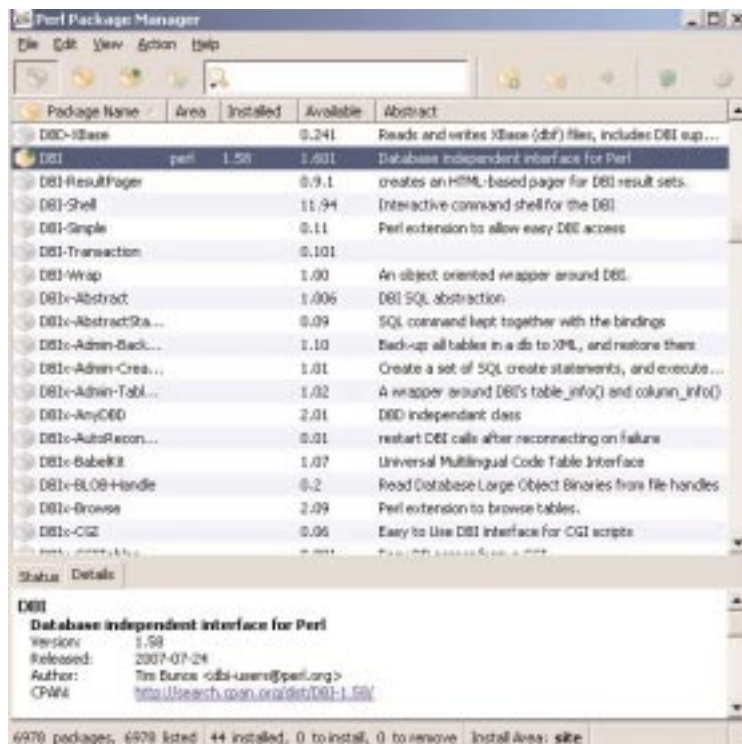 Perl Package Manager
File Edit View Action Help
Package Name Area Installed Available Abstract
DBD-XBase 0.241 Reads and writes XBase (dbf) files, includes DBI sup...
DBI perl 1.58 1.601 Database independent interface for Perl
DBI-ResultPager 0.9.1 creates an HTML-based pager for DBI result sets.
DBI-Shell 11.94 Interactive command shell for the DBI
DBI-Simple 0.11 Perl extension to allow easy DBI access
DBI-Transaction 0.101
DBI-Wrap 1.00 An object oriented wrapper around DBI.
DBIx-Abstract 1.006 DBI SQL abstraction
DBIx-AbstractSta... 0.09 SQL command kept together with the bindings
DBIx-Admin-Back... 1.10 Back-up all tables in a db to XML, and restore them
DBIx-Admin-Crea... 1.01 Create a set of SQL create statements, and execute...
DBIx-Admin-Tabl... 1.02 A wrapper around DBI's table_info() and column_info()
DBIx-AnyDBD 2.01 DBD independant class
DBIx-AutoRecon... 0.01 restart DBI calls after reconnecting on failure
DBIx-BabelKit 1.07 Universal Multilingual Code Table Interface
DBIx-BLOB-Handle 0.2 Read Database Large Object Binaries from file handles
DBIx-Browse 2.09 Perl extension to browse tables.
DBIx-CGI 0.06 Easy to Use DBI interface for CGI scripts
Status Details
DBI
Database independent interface for Perl
Version: 1.58
Released: 2007-07-24
Author: Tim Bunce <dbi-users@perl.org>
CPAN: http://search.cpan.org/dist/DBI-1.58/
6978 packages, 6978 listed 44 installed, 0 to install, 0 to remove Install Area: site